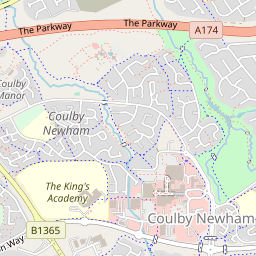 The Parkway
The Parkway
A174
Coulby
Manor
Coulby
Newham
The King's
Academy
Coulby Newham
B1365
n Way